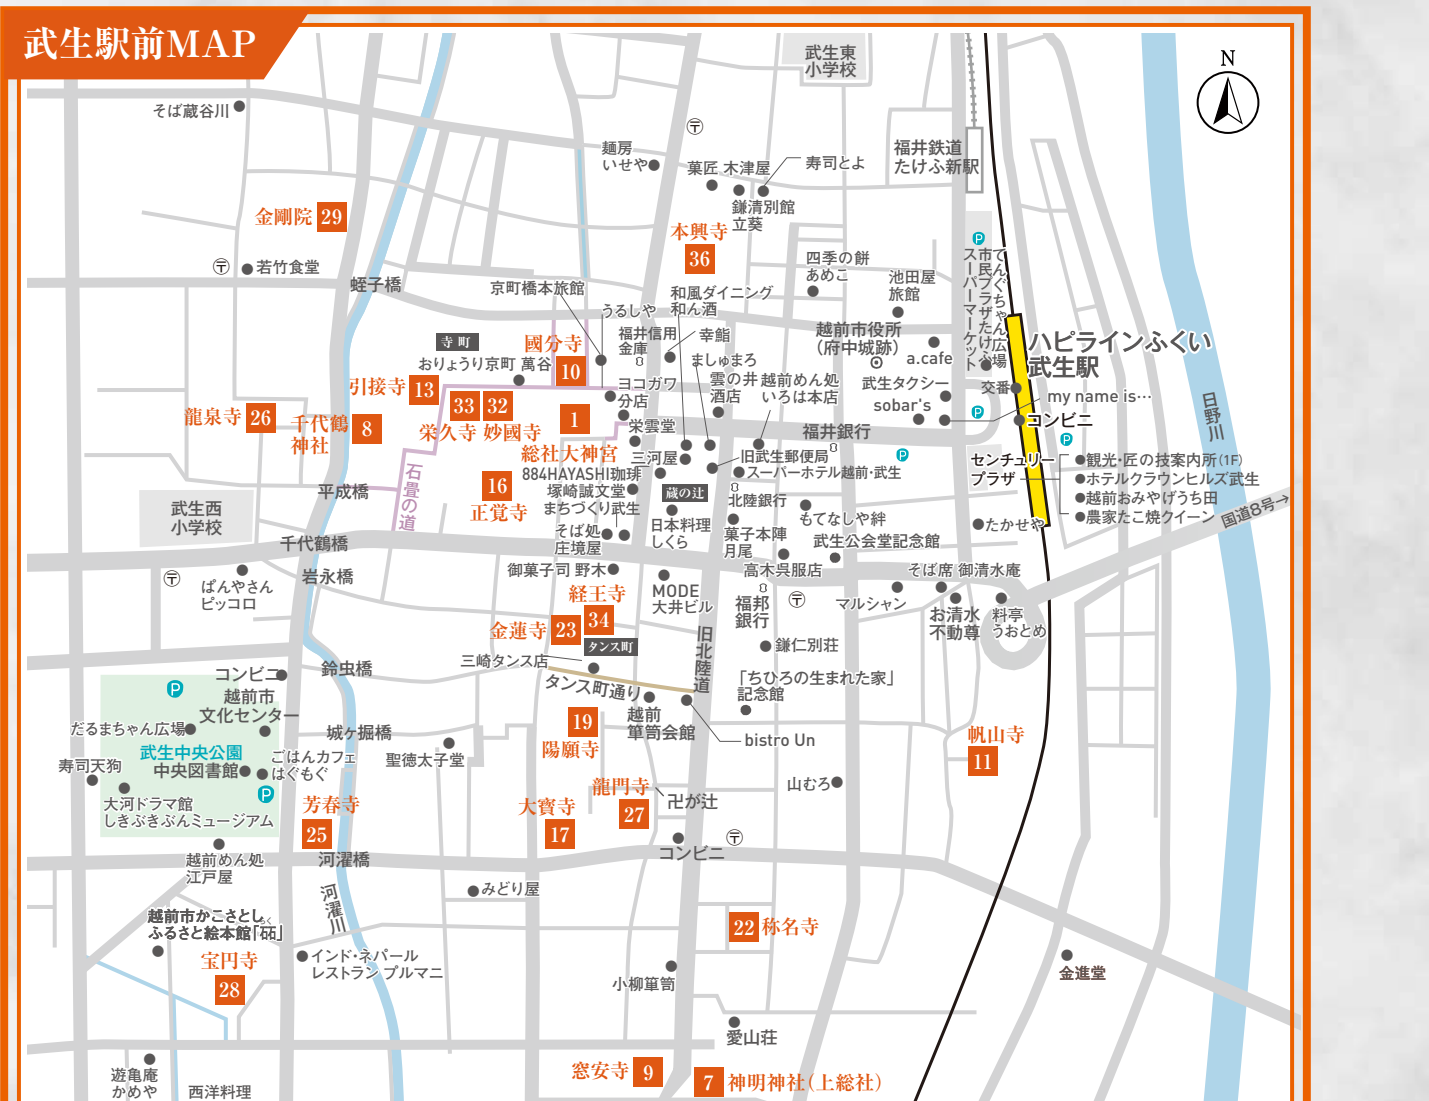 武生駅前MAP
N
武生東
小学校
そば蔵谷川
〒
麺房
いせや
菓匠 木津屋
寿司とよ
福井鉄道
たけふ新駅
鎌清別館
立葵
金剛院 29
本興寺
36
〒
若竹食堂
蛭子橋
京町橋本旅館
うるしや
和風ダイニング
和ん酒
四季の餅
あめこ
池田屋
旅館
P
てんぐちゃん広場
市民プラザたけふ
スーパーマーケット
福井信用
金庫
幸鮨
ましゅまろ
越前市役所
(府中城跡)
a.cafe
ハピラインふくい
武生駅
寺町
國分寺
10
おりょうり京町 萬谷
引接寺 13
ヨコガワ
分店
雲の井
酒店
越前めん処
いろは本店
武生タクシー
sobar's
交番
my name is…
コンビニ
P
P
P
日野川
龍泉寺 26
千代鶴
神社
8
33
32
栄久寺 妙國寺
1
総社大神宮
栄雲堂
三河屋
福井銀行
旧武生郵便局
スーパーホテル越前・武生
センチュリー
プラザ
観光・匠の技案内所(1F)
ホテルクラウンヒルズ武生
越前おみやげうち田
農家たこ焼クイーン
国道8号→
石畳の道
平成橋
16
正覚寺
884HAYASHI珈琲
塚崎誠文堂
まちづくり武生
蔵の辻
北陸銀行
もてなしや絆
たかせや
武生西
小学校
千代鶴橋
そば処
庄境屋
日本料理
しくら
菓子本陣
月尾
武生公会堂記念館
高木呉服店
〒
ぱんやさん
ピッコロ
岩永橋
御菓子司 野木
MODE
大井ビル
福邦
銀行
〒
マルシャン
そば席 御清水庵
お清水
不動尊
料亭
うおとめ
経王寺
34
金蓮寺 23
タンス町
三崎タンス店
タンス町通り
旧北陸道
鎌仁別荘
「ちひろの生まれた家」
記念館
コンビニ
鈴虫橋
P
越前市
文化センター
だるまちゃん広場
武生中央公園
中央図書館
ごはんカフェ
はぐもぐ
P
寿司天狗
大河ドラマ館
しきぶきぶんミュージアム
城ヶ掘橋
聖徳太子堂
19
陽願寺
越前
箪笥会館
bistro Un
帆山寺
11
山むろ
芳春寺
25
大寳寺
17
龍門寺
27
卍が辻
コンビニ
〒
越前めん処
江戸屋
河濯橋
河濯川
みどり屋
越前市かこさとし
ふるさと絵本館「砳」
らく
宝円寺
28
インド・ネパール
レストラン プルマニ
22 称名寺
小柳箪笥
金進堂
愛山荘
遊亀庵
かめや
西洋料理
窓安寺 9
7 神明神社(上総社)